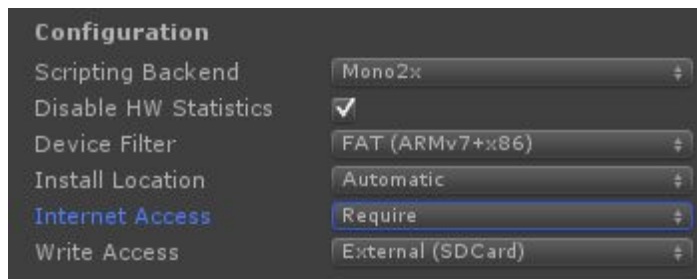 Configuration
Scripting Backend Mono2x
Disable HW Statistics
Device Filter FAT (ARMv7+x86)
Install Location Automatic
Internet Access Require
Write Access External (SDCard)